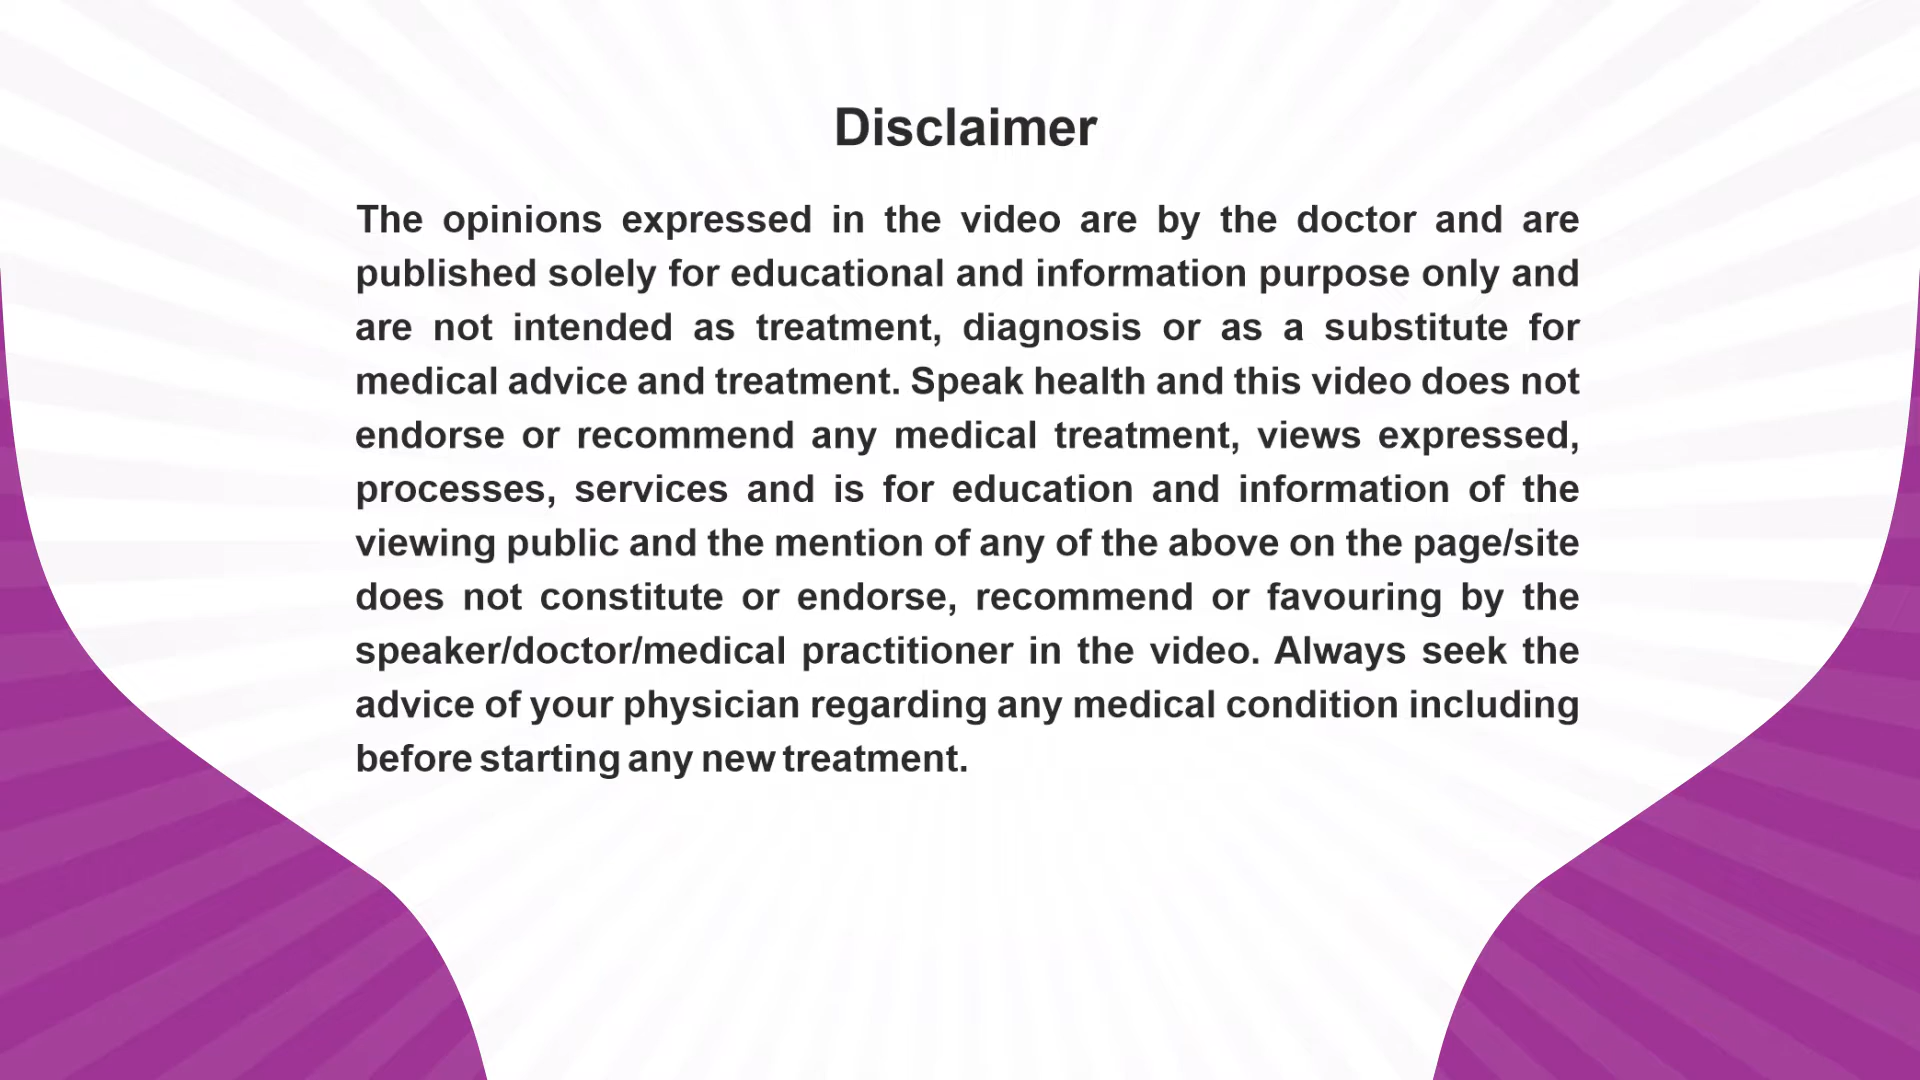 Disclaimer
The opinions expressed in the video are by the doctor and are
published solely for educational and information purpose only and
are not intended as treatment, diagnosis or as a substitute for
medical advice and treatment. Speak health and this video does not
endorse or recommend any medical treatment, views expressed,
processes, services and is for education and information of the
viewing public and the mention of any of the above on the page/site
does not constitute or endorse, recommend or favouring by the
speaker/doctor/medical practitioner in the video. Always seek the
advice of your physician regarding any medical condition including
before starting any new treatment.